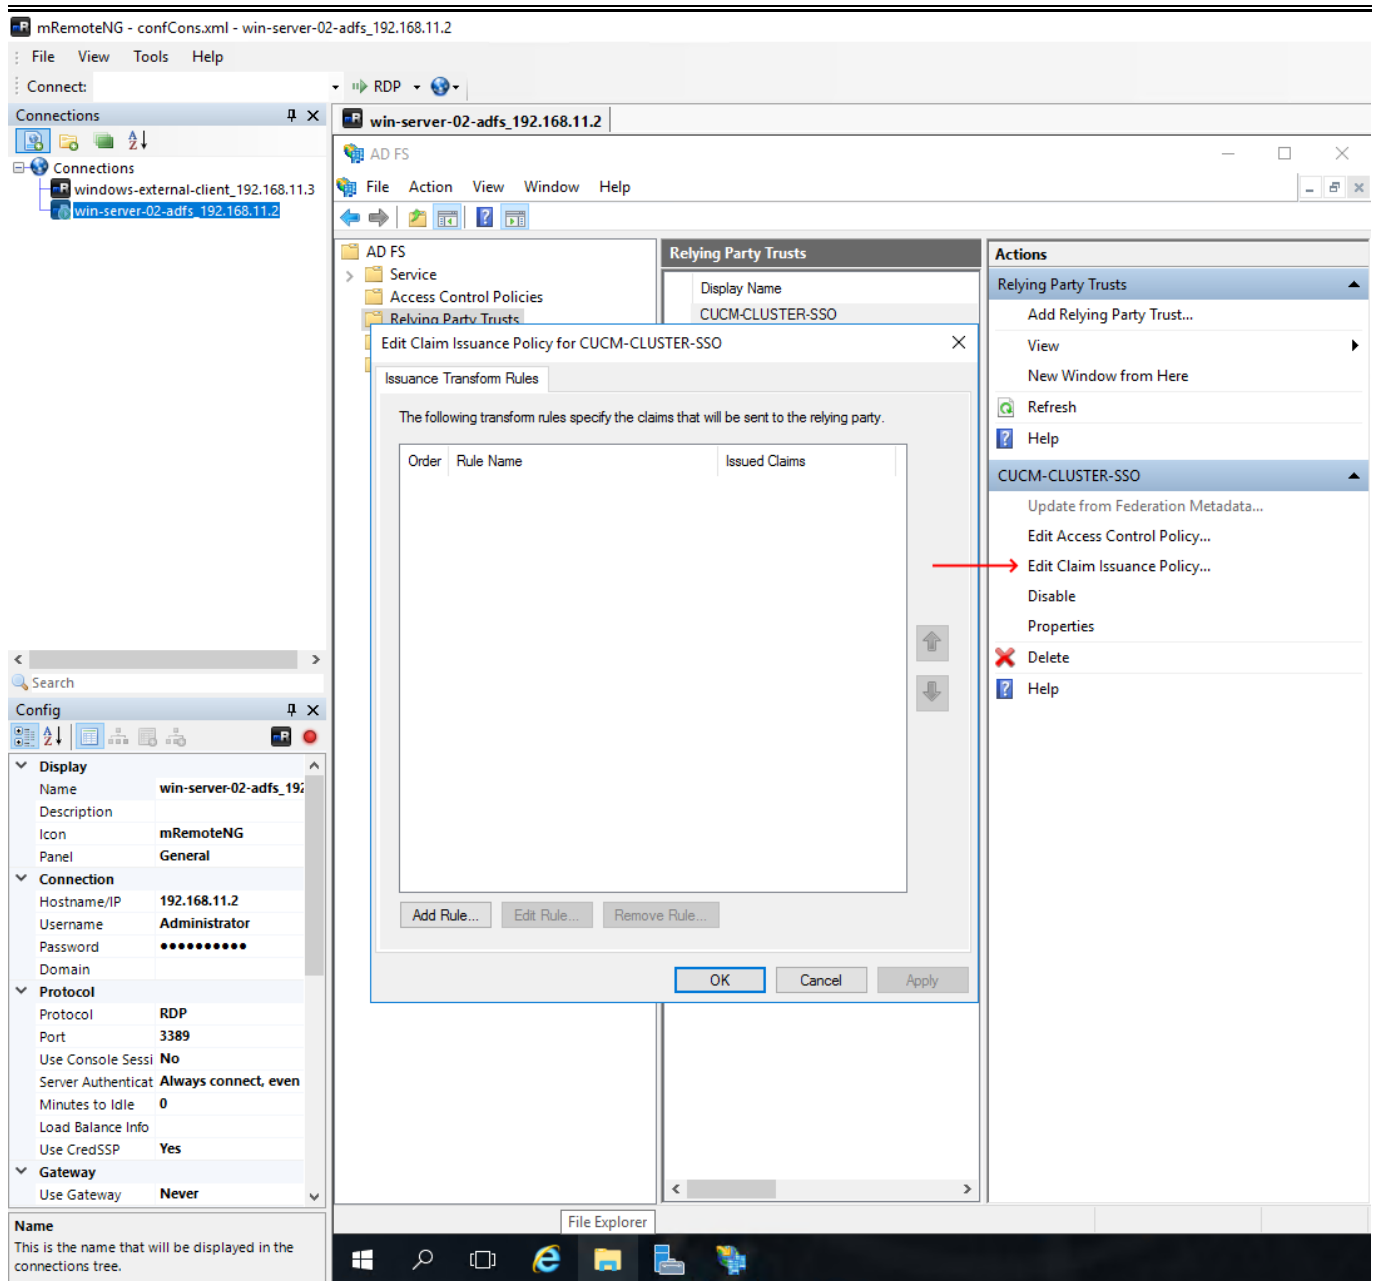 mRemoteNG - confCons.xml - win-server-02-adfs_192.168.11.2
File View Tools Help
Connect:
RDP
Connections
Connections
windows-external-client_192.168.11.3
win-server-02-adfs_192.168.11.2
Search
Config
Display
Name win-server-02-adfs_192
Description
Icon mRemoteNG
Panel General
Connection
Hostname/IP 192.168.11.2
Username Administrator
Password ●●●●●●●●●●
Domain
Protocol
Protocol RDP
Port 3389
Use Console Sessi No
Server Authenticat Always connect, even
Minutes to Idle 0
Load Balance Info
Use CredSSP Yes
Gateway
Use Gateway Never
Name
This is the name that will be displayed in the
connections tree.
win-server-02-adfs_192.168.11.2
AD FS
File Action View Window Help
AD FS
Service
Access Control Policies
Relying Party Trusts
Relying Party Trusts
Display Name
CUCM-CLUSTER-SSO
Edit Claim Issuance Policy for CUCM-CLUSTER-SSO
Issuance Transform Rules
The following transform rules specify the claims that will be sent to the relying party.
Order Rule Name Issued Claims
Add Rule... Edit Rule... Remove Rule...
OK Cancel Apply
Actions
Relying Party Trusts
Add Relying Party Trust...
View
New Window from Here
Refresh
Help
CUCM-CLUSTER-SSO
Update from Federation Metadata...
Edit Access Control Policy...
Edit Claim Issuance Policy...
Disable
Properties
Delete
Help
File Explorer